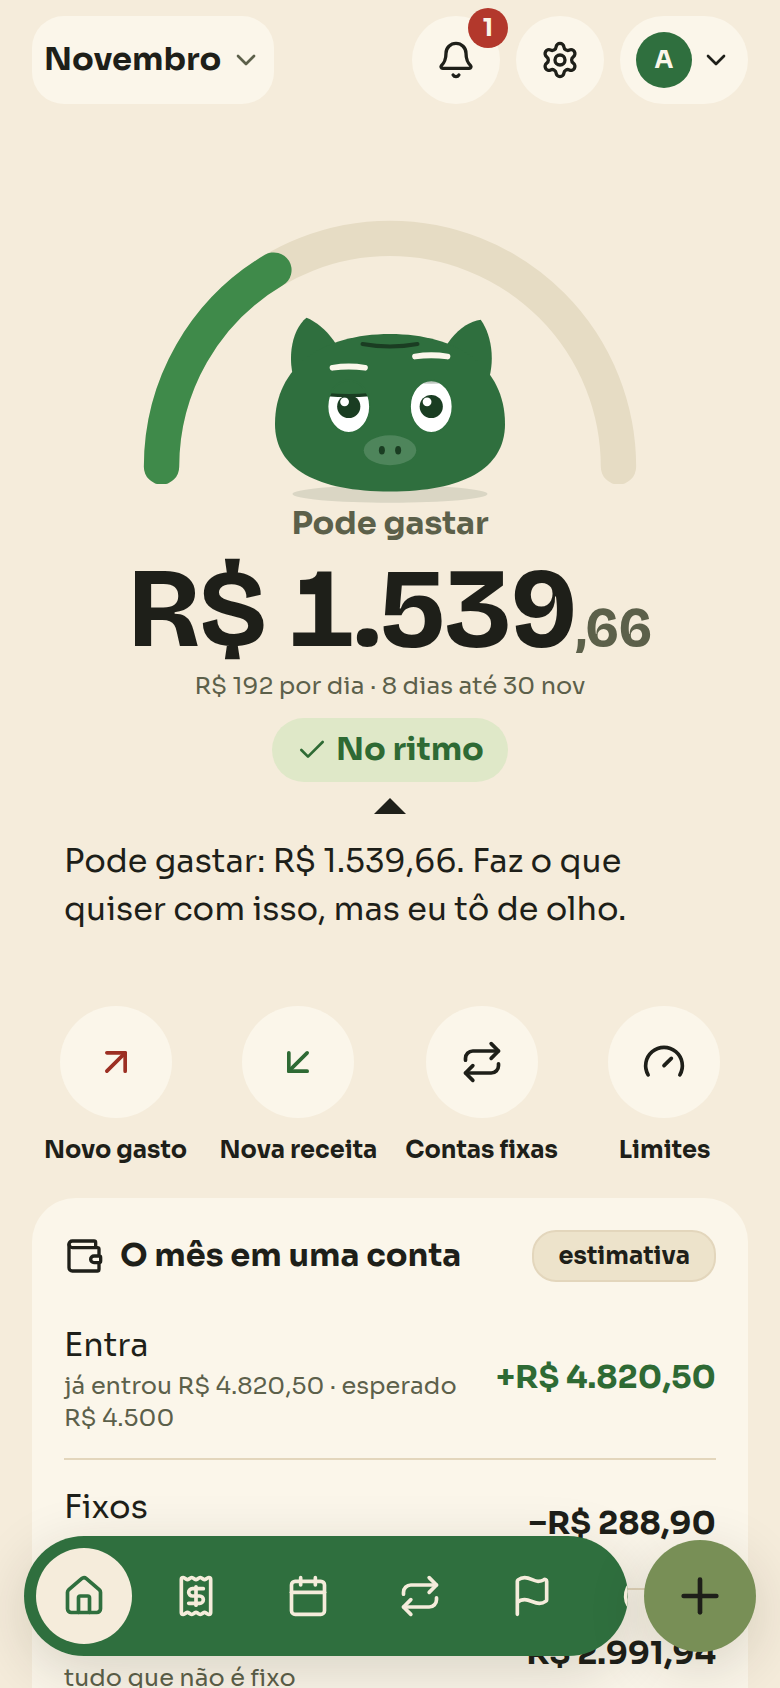 Novembro
1
A
Pode gastar
R$ 1.539,66
R$ 192 por dia · 8 dias até 30 nov
No ritmo
Pode gastar: R$ 1.539,66. Faz o que
quiser com isso, mas eu tô de olho.
Novo gasto
Nova receita
Contas fixas
Limites
O mês em uma conta
estimativa
Entra
+R$ 4.820,50
já entrou R$ 4.820,50 · esperado
R$ 4.500
Fixos
−R$ 288,90
R$ 2.991,94
tudo que não é fixo